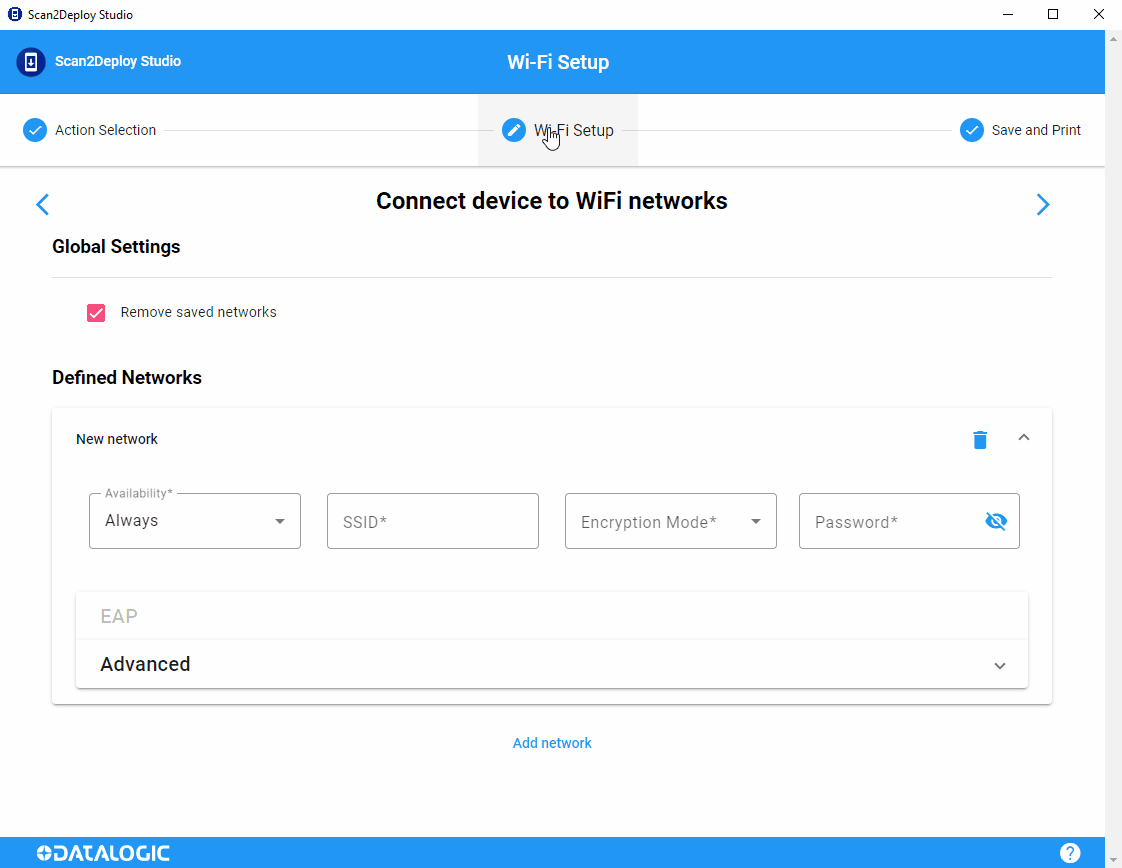 Scan2Deploy Studio
Scan2Deploy Studio
Wi-Fi Setup
Action Selection
Wi-Fi Setup
Save and Print
Connect device to WiFi networks
Global Settings
Remove saved networks
Defined Networks
New network
Availability*
Always
SSID*
Encryption Mode*
Password*
EAP
Advanced
Add network
DATALOGIC
?